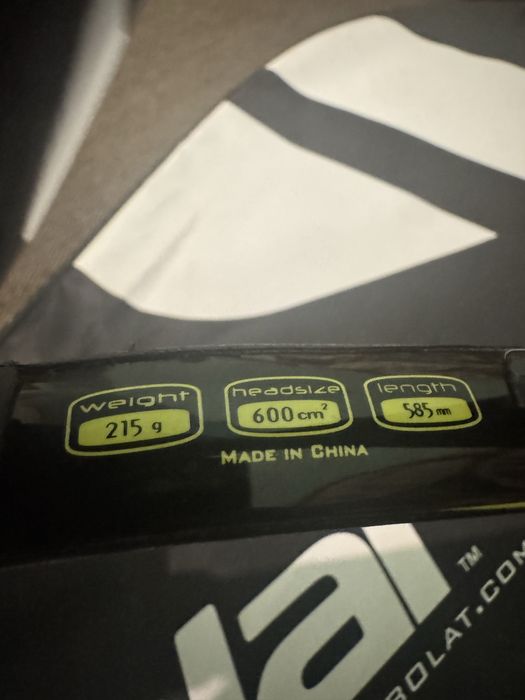 weight
215 g
headsize
600 cm²
length
585 mm
MADE IN CHINA
TM